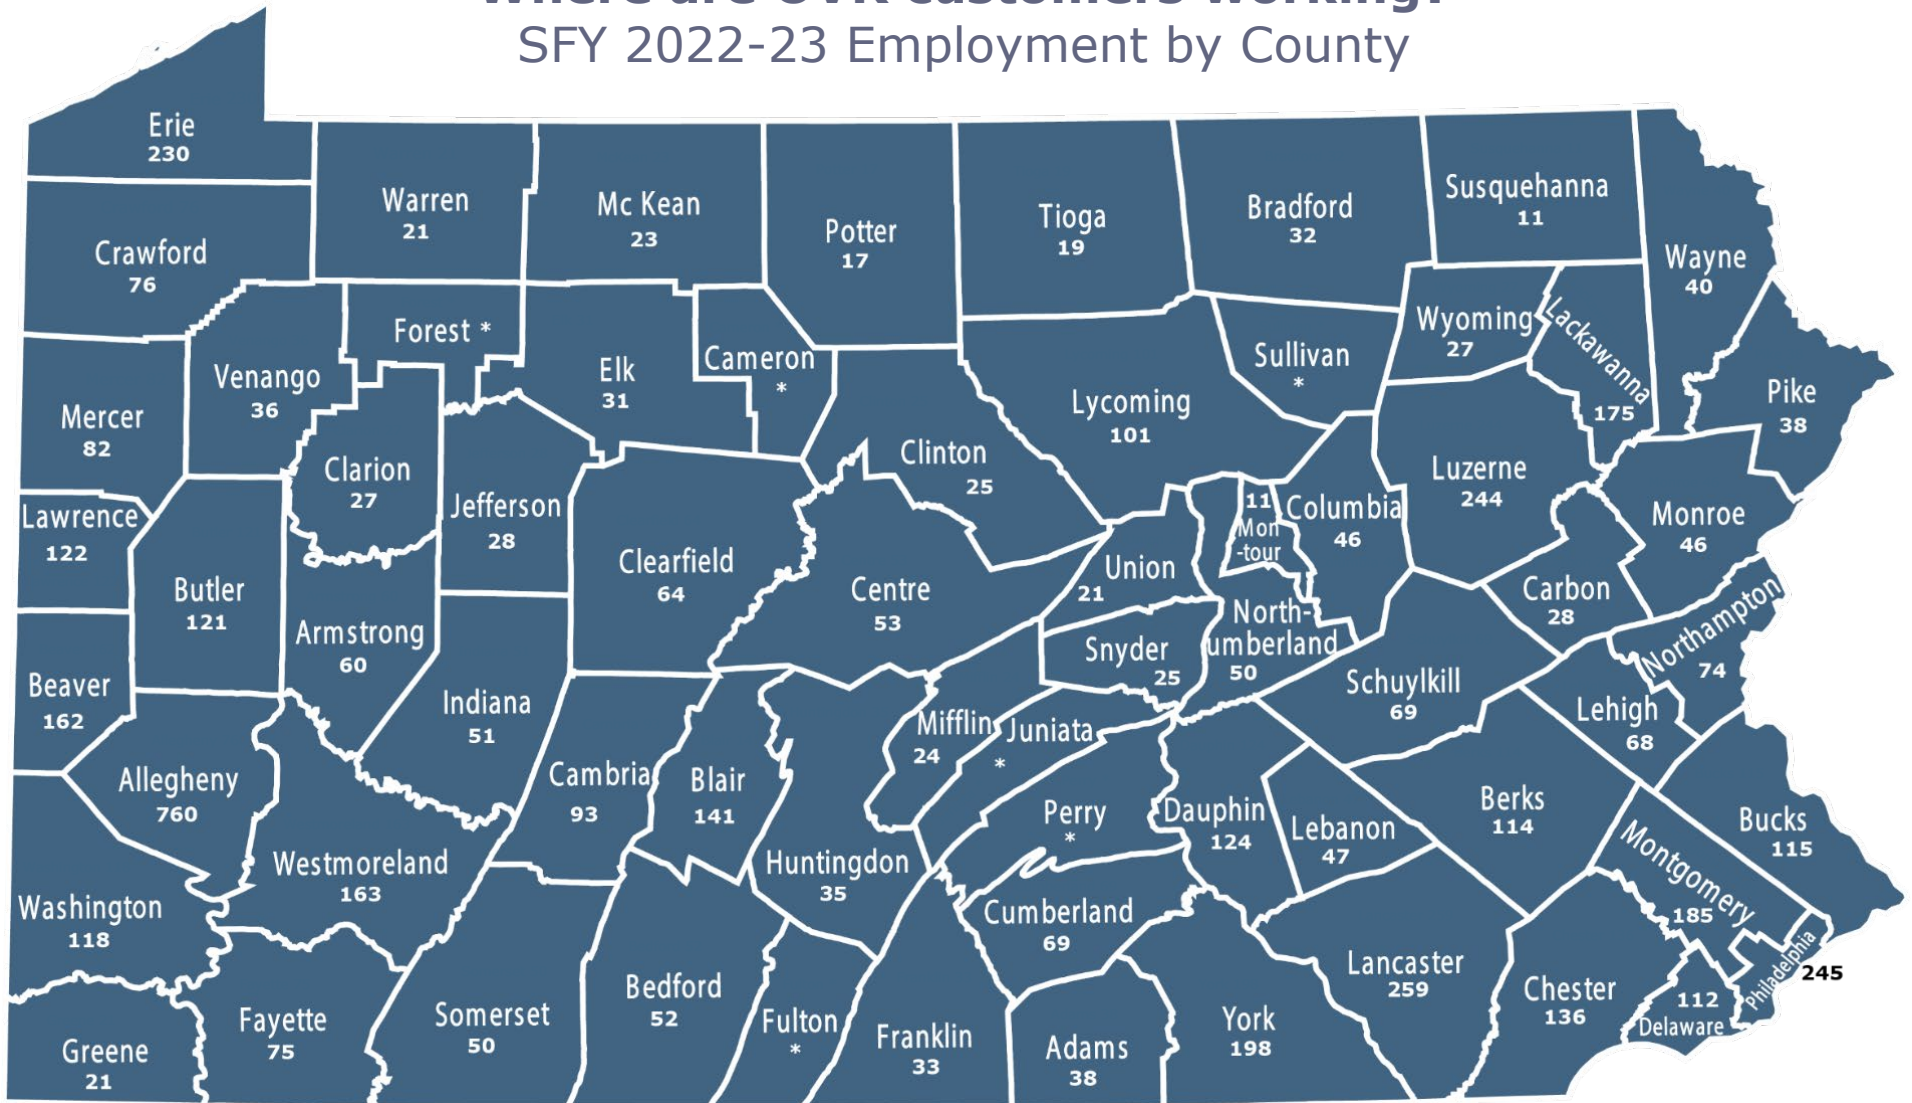 Where are OVR customers working?
SFY 2022-23 Employment by County
Erie
230
Warren
21
Mc Kean
23
Potter
17
Tioga
19
Bradford
32
Susquehanna
11
Wayne
40
Crawford
76
Forest *
Elk
31
Cameron
*
Sullivan
*
Wyoming
27
Lackawanna
175
Pike
38
Mercer
82
Venango
36
Clarion
27
Jefferson
28
Clinton
25
Lycoming
101
Luzerne
244
Lawrence
122
Butler
121
Armstrong
60
Clearfield
64
Centre
53
Union
21
11
Mon
-tour
Columbia
46
Monroe
46
Carbon
28
Northampton
74
Beaver
162
Indiana
51
Snyder
25
North-
umberland
50
Schuylkill
69
Lehigh
68
Allegheny
760
Cambria
93
Blair
141
Mifflin
24
Juniata
*
Perry
*
Dauphin
124
Lebanon
47
Berks
114
Bucks
115
Westmoreland
163
Huntingdon
35
Cumberland
69
Montgomery
185
Washington
118
Lancaster
259
Chester
136
Philadelphia
245
112
Delaware
Greene
21
Fayette
75
Somerset
50
Bedford
52
Fulton
*
Franklin
33
Adams
38
York
198